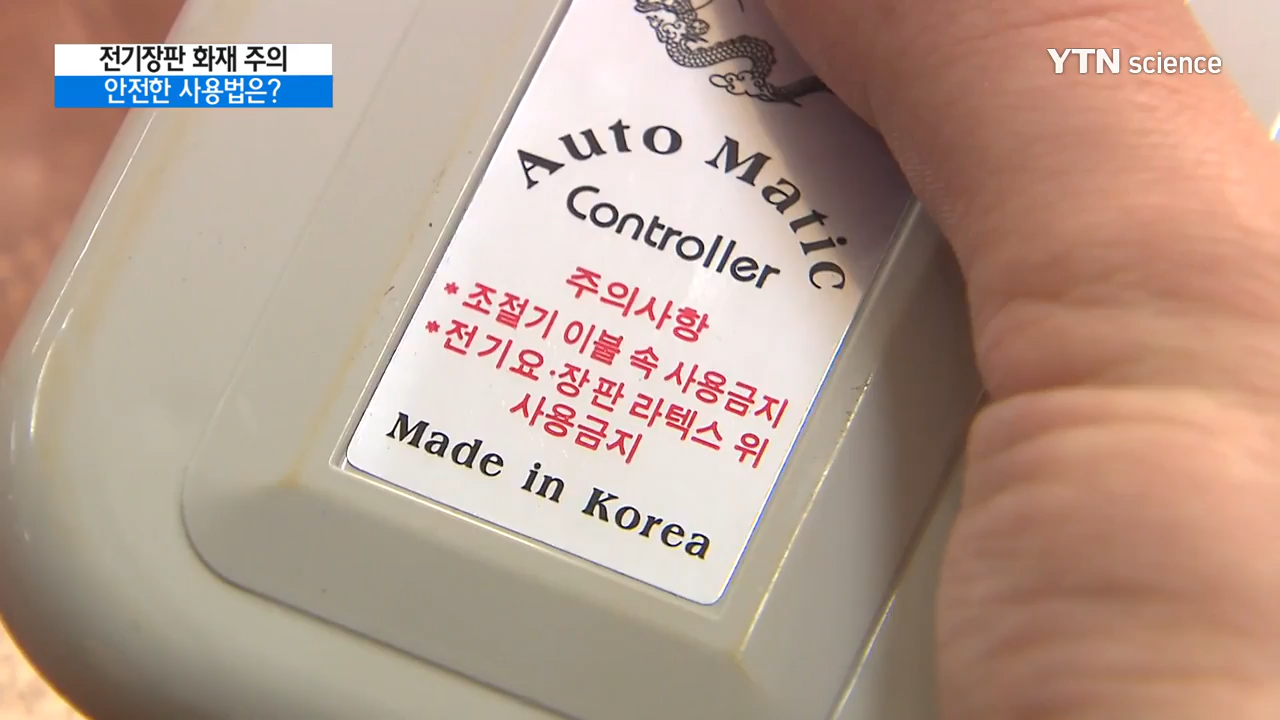 전기장판 화재 주의
안전한 사용법은?
YTN science
Auto Matic
Controller
주의사항
* 조절기 이불 속 사용금지
* 전기요·장판 라텍스 위
사용금지
Made in Korea